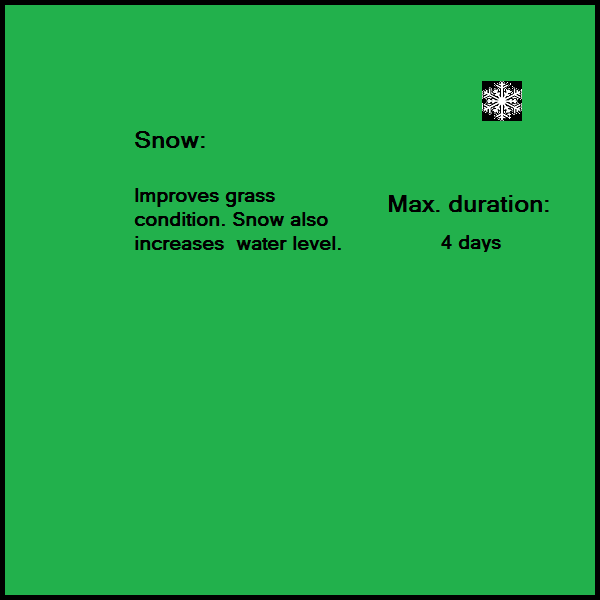 Snow:
Improves grass
condition. Snow also
increases  water level.
Max. duration:
4 days